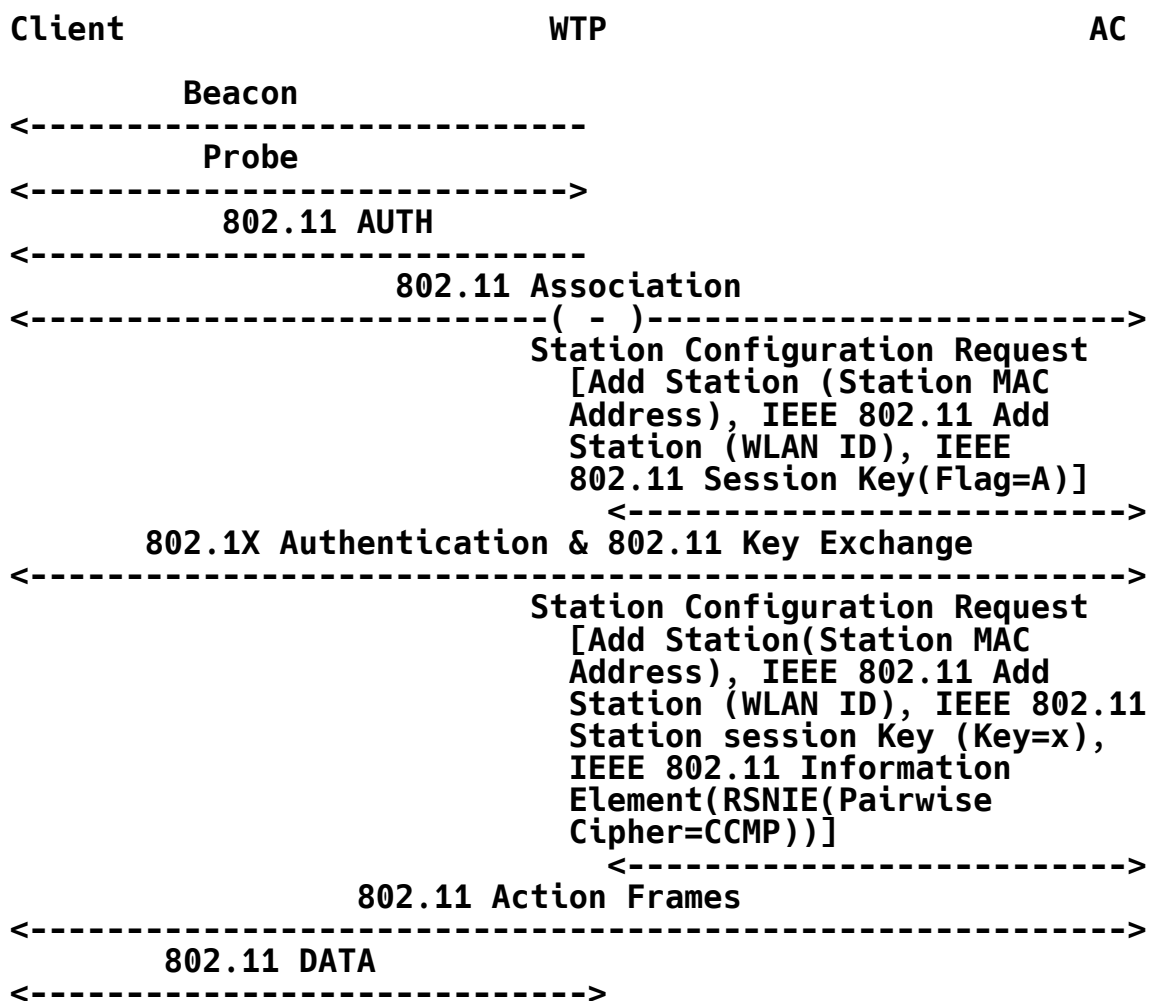 Client WTP AC
Beacon
<-----------------------------
Probe
<---------------------------->
802.11 AUTH
<-----------------------------
802.11 Association
<---------------------------( - )------------------------->
Station Configuration Request
[Add Station (Station MAC
Address), IEEE 802.11 Add
Station (WLAN ID), IEEE
802.11 Session Key(Flag=A)]
<-------------------------->
802.1X Authentication & 802.11 Key Exchange
<--------------------------------------------------------->
Station Configuration Request
[Add Station(Station MAC
Address), IEEE 802.11 Add
Station (WLAN ID), IEEE 802.11
Station session Key (Key=x),
IEEE 802.11 Information
Element(RSNIE(Pairwise
Cipher=CCMP))]
<-------------------------->
802.11 Action Frames
<--------------------------------------------------------->
802.11 DATA
<----------------------------->